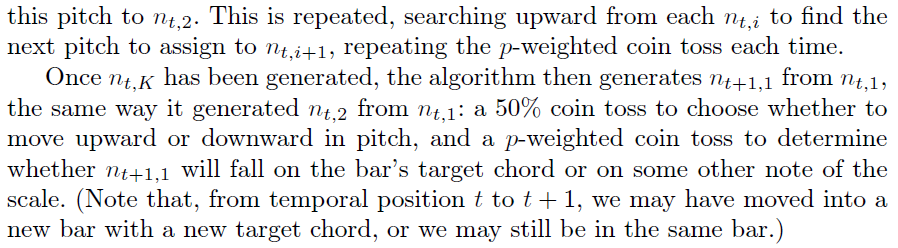 this pitch to n_{t,2}. This is repeated, searching upward from each n_{t,i} to find the
next pitch to assign to n_{t,i+1}, repeating the p-weighted coin toss each time.
Once n_{t,K} has been generated, the algorithm then generates n_{t+1,1} from n_{t,1},
the same way it generated n_{t,2} from n_{t,1}: a 50% coin toss to choose whether to
move upward or downward in pitch, and a p-weighted coin toss to determine
whether n_{t+1,1} will fall on the bar's target chord or on some other note of the
scale. (Note that, from temporal position t to t + 1, we may have moved into a
new bar with a new target chord, or we may still be in the same bar.)